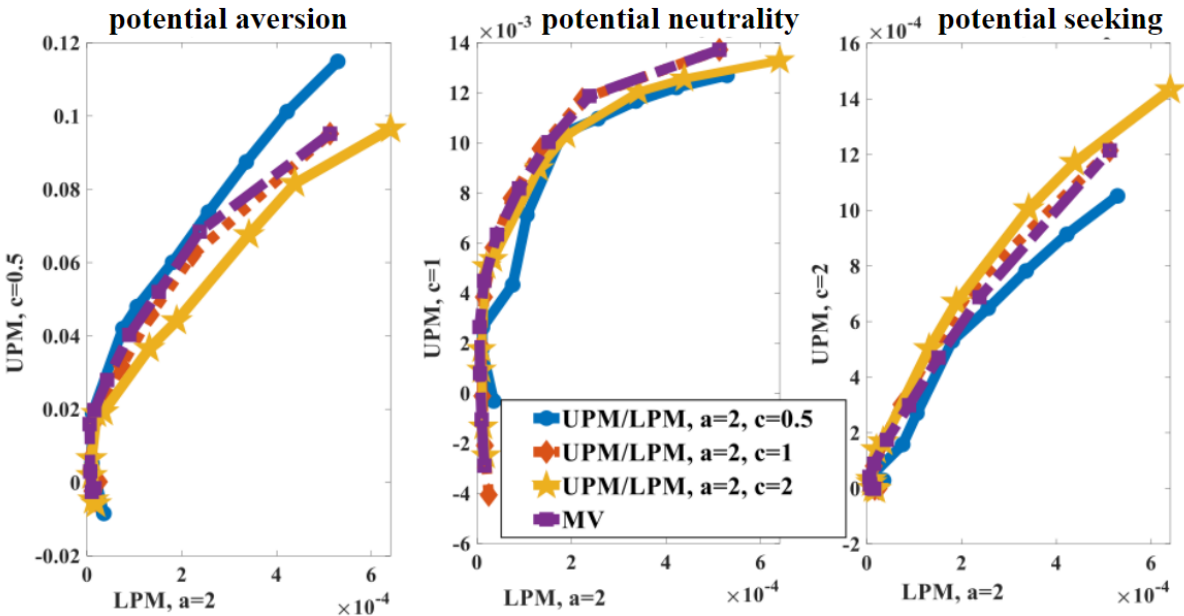 potential aversion
potential neutrality
potential seeking
0.12
0.1
0.08
0.06
0.04
0.02
0
-0.02
UPM, c=0.5
0 2 4 6
LPM, a=2
×10⁻⁴
×10⁻³
14
12
10
8
6
4
2
0
-2
-4
-6
UPM, c=1
0 2 4 6
LPM, a=2
×10⁻⁴
×10⁻⁴
16
14
12
10
8
6
4
2
0
-2
UPM, c=2
0 2 4 6
LPM, a=2
×10⁻⁴
UPM/LPM, a=2, c=0.5
UPM/LPM, a=2, c=1
UPM/LPM, a=2, c=2
MV